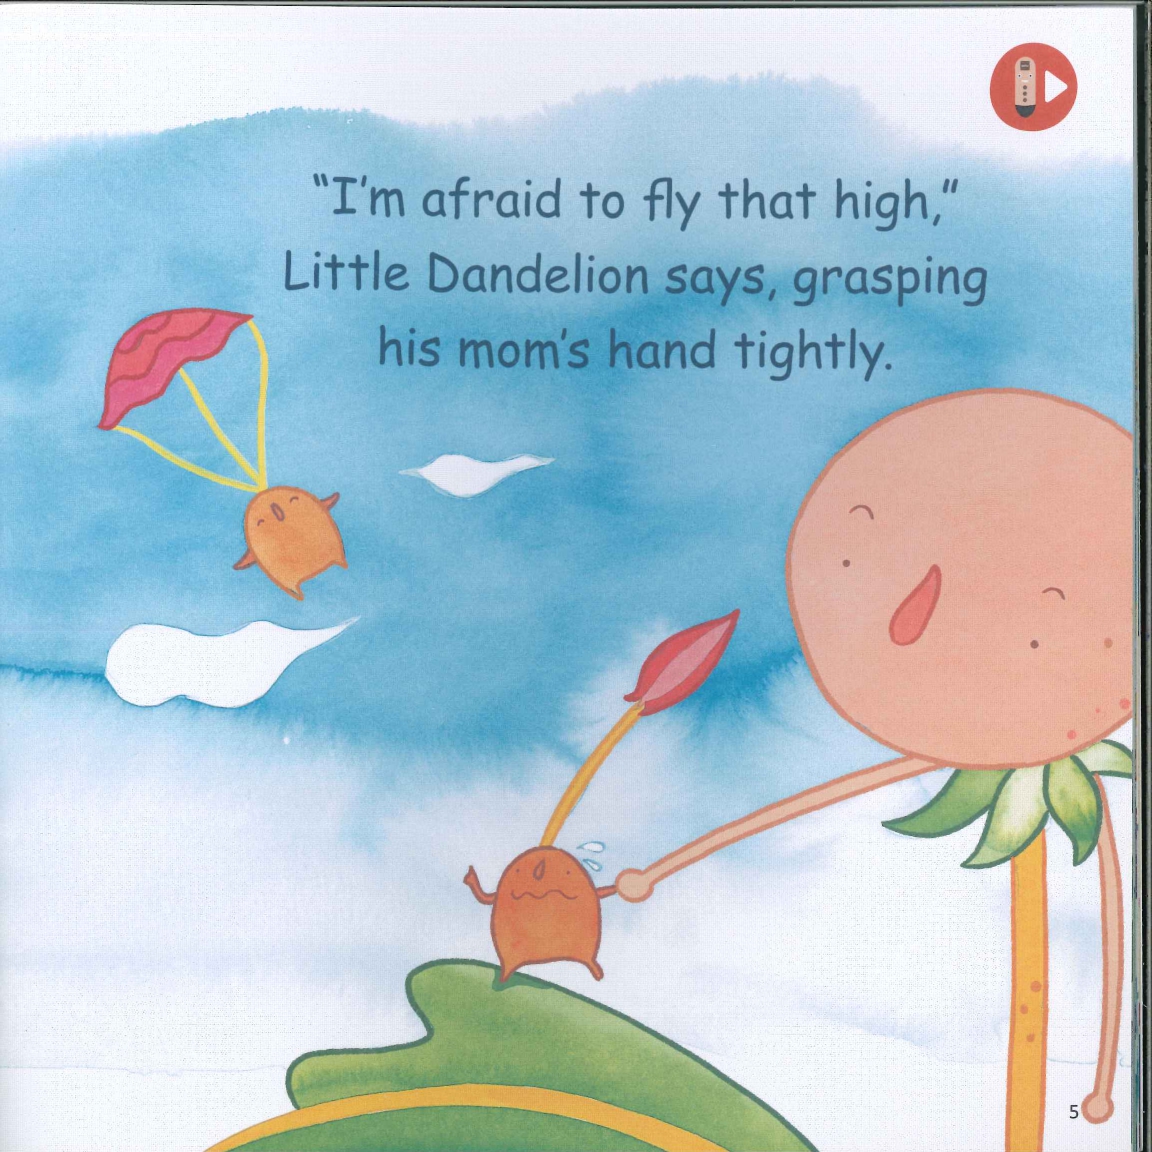 “I’m afraid to fly that high,”
Little Dandelion says, grasping
his mom’s hand tightly.
5